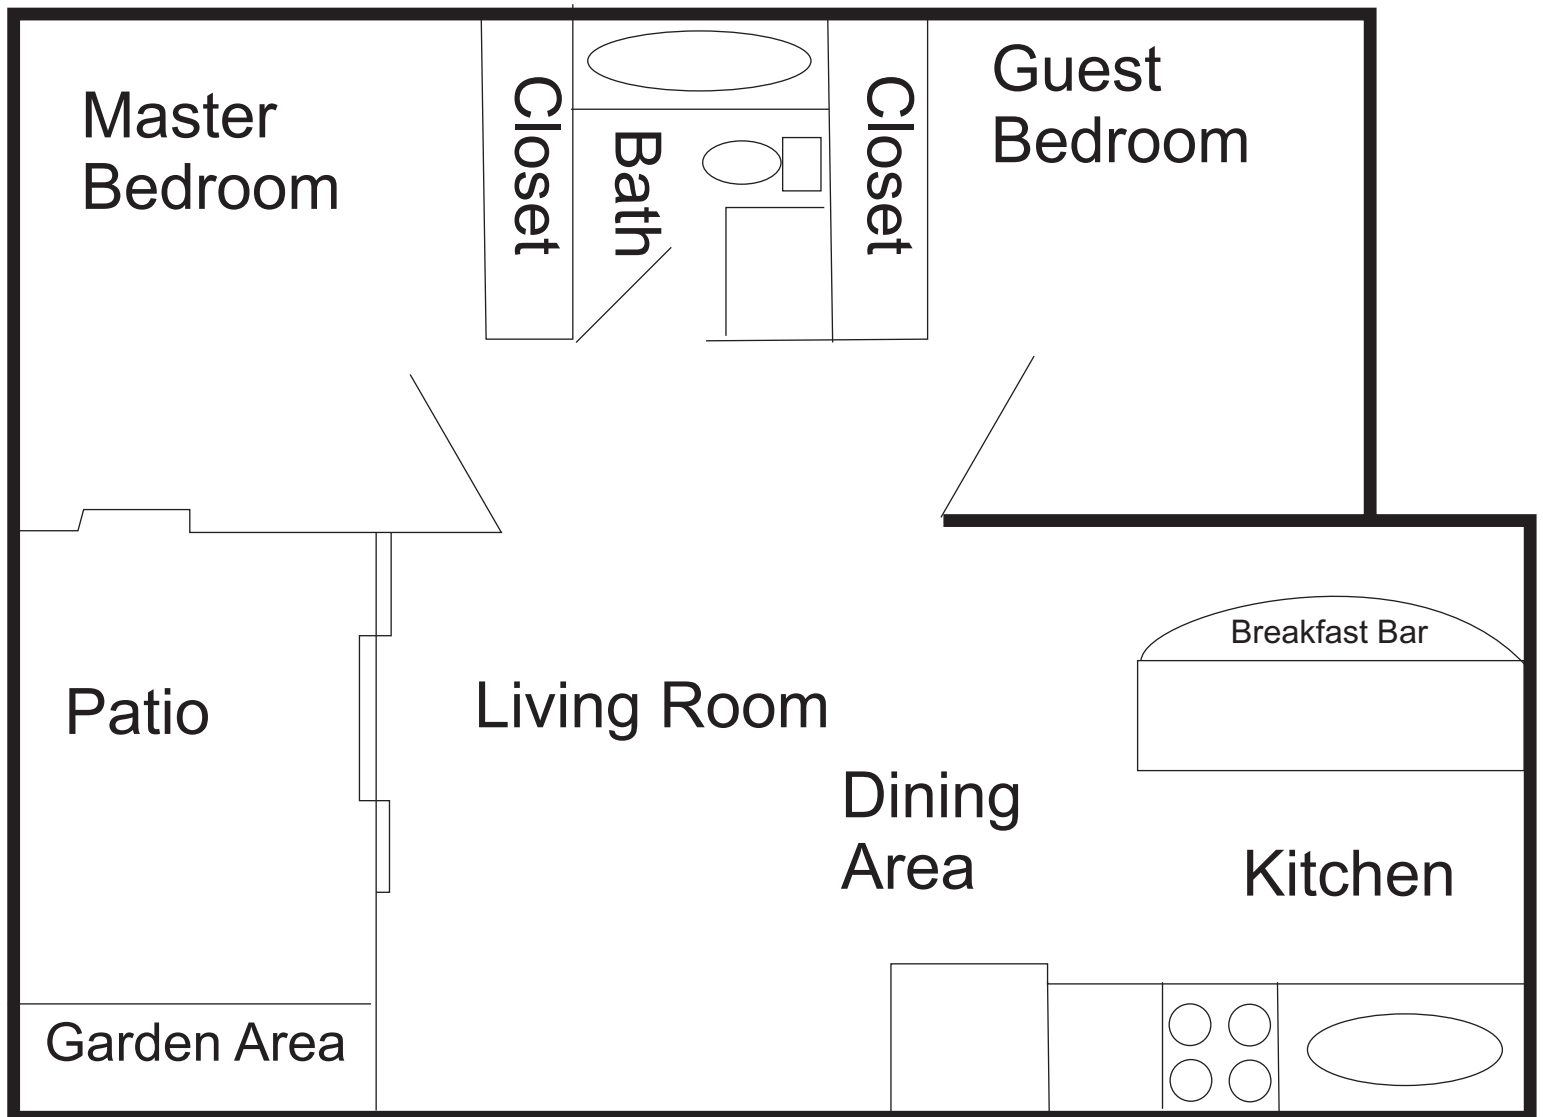 Master
Bedroom
Closet
Bath
Closet
Guest
Bedroom
Breakfast Bar
Patio
Living Room
Dining
Area
Kitchen
Garden Area